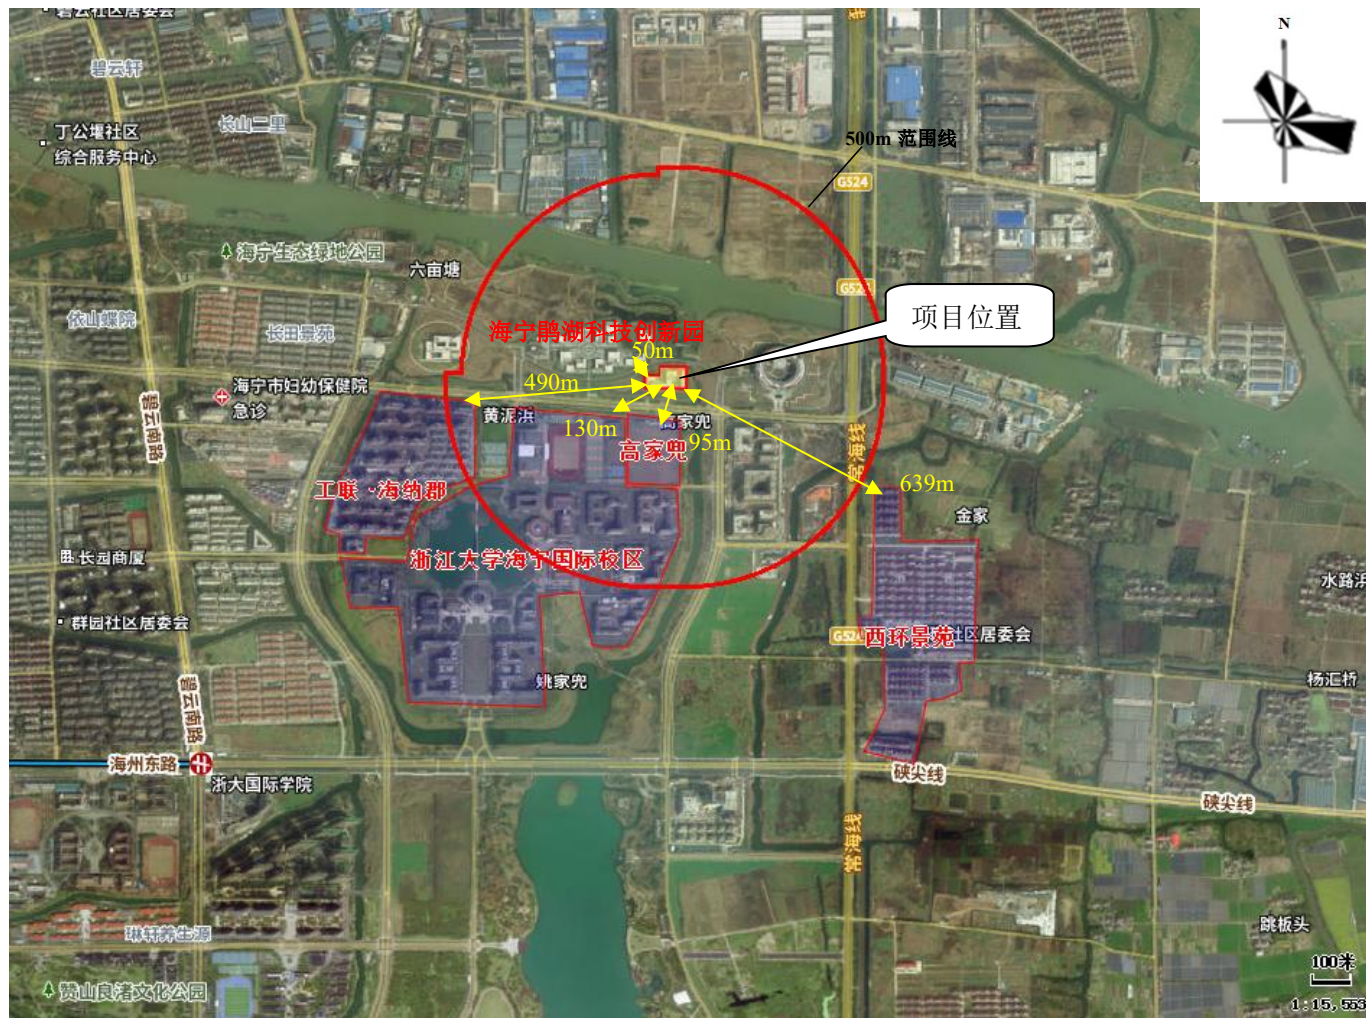 碧云社区居委会
N
碧云轩
长山二里
丁公堰社区
综合服务中心
500m 范围线
G524
海宁生态绿地公园
六亩塘
依山蝶院
长田景苑
海宁鹃湖科技创新园
项目位置
50m
490m
海宁市妇幼保健院
急诊
黄泥浜
130m
高家兜
95m
高家兜
碧云南路
常海线
639m
工联·海纳郡
金家
长园商厦
浙江大学海宁国际校区
水路浜
群园社区居委会
G524
西环景苑
社区居委会
姚家兜
杨汇桥
碧云南路
海州东路
浙大国际学院
硖尖线
硖尖线
常海线
琳轩养生源
跳板头
赞山良渚文化公园
100米
1:15,553